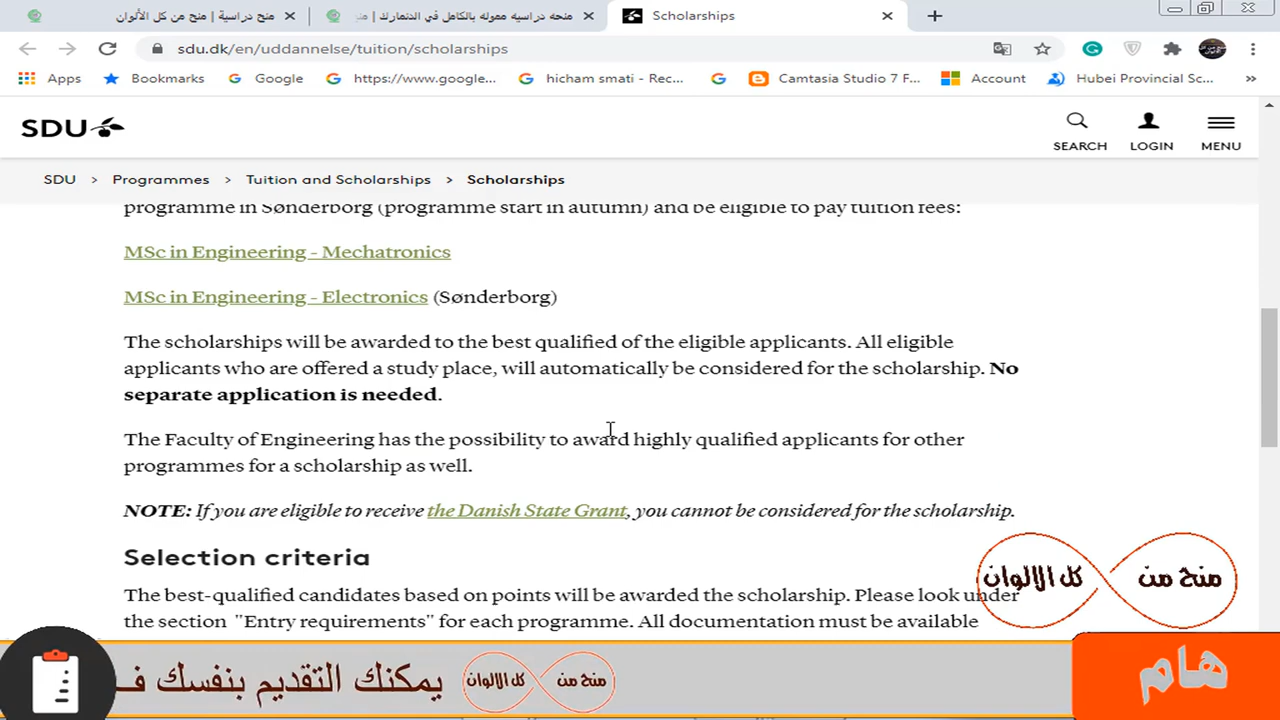 منح دراسية | منح من كل الألوان
منحه دراسيه مموله بالكامل في الدنمارك |
Scholarships
sdu.dk/en/uddannelse/tuition/scholarships
Apps Bookmarks Google https://www.google... hicham smati - Rec... Camtasia Studio 7 F... Account Hubei Provincial Sc... »
SDU
SEARCH LOGIN MENU
SDU > Programmes > Tuition and Scholarships > Scholarships
programme in Sønderborg (programme start in autumn) and be eligible to pay tuition fees:
MSc in Engineering - Mechatronics
MSc in Engineering - Electronics (Sønderborg)
The scholarships will be awarded to the best qualified of the eligible applicants. All eligible
applicants who are offered a study place, will automatically be considered for the scholarship. No
separate application is needed.
The Faculty of Engineering has the possibility to award highly qualified applicants for other
programmes for a scholarship as well.
NOTE: If you are eligible to receive the Danish State Grant, you cannot be considered for the scholarship.
Selection criteria
The best-qualified candidates based on points will be awarded the scholarship. Please look under
the section "Entry requirements" for each programme. All documentation must be available
منح من كل الالوان
هام
منح من كل الالوان يمكنك التقديم بنفسك فـ